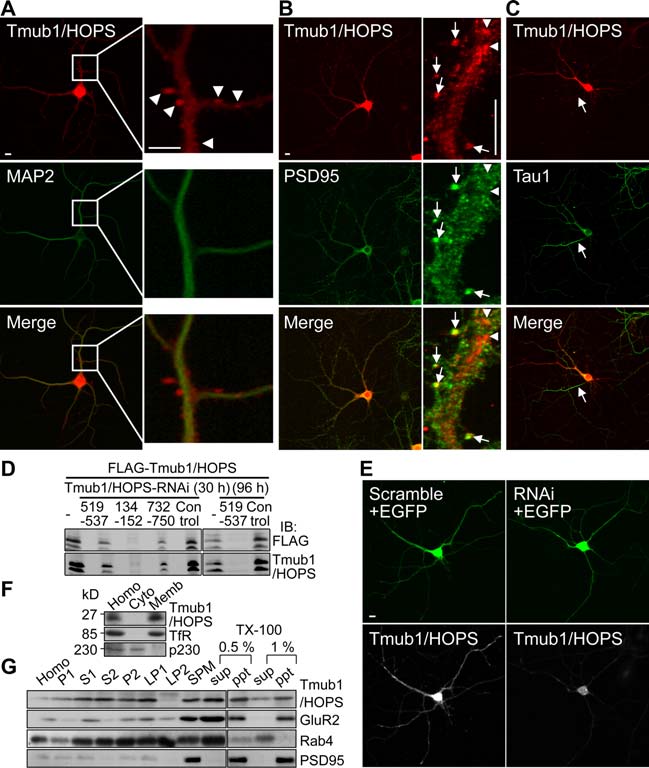 A
B
C
Tmub1/HOPS
Tmub1/HOPS
Tmub1/HOPS
MAP2
PSD95
Tau1
Merge
Merge
Merge
D
FLAG-Tmub1/HOPS
Tmub1/HOPS-RNAi (30 h) (96 h)
- 519 134 732 Con - 519 Con
-537 -152 -750 trol -537 trol
IB:
FLAG
Tmub1
/HOPS
E
Scramble
+EGFP
RNAi
+EGFP
Tmub1/HOPS
Tmub1/HOPS
F
kD Homo Cyto Memb
27 Tmub1
/HOPS
85 TfR
230 p230
G
TX-100
0.5 % 1 %
Homo P1 S1 S2 P2 LP1 LP2 SPM sup ppt sup ppt
Tmub1
/HOPS
GluR2
Rab4
PSD95